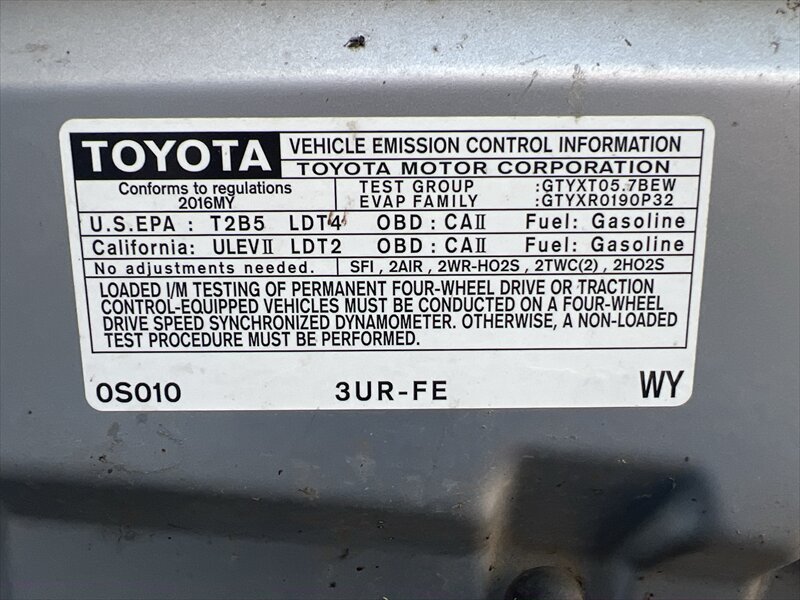 TOYOTA VEHICLE EMISSION CONTROL INFORMATION
TOYOTA MOTOR CORPORATION
Conforms to regulations
2016MY
TEST GROUP :GTYXT05.7BEW
EVAP FAMILY :GTYXR0190P32
U.S.EPA : T2B5 LDT4 OBD : CAII Fuel: Gasoline
California: ULEVII LDT2 OBD : CAII Fuel: Gasoline
No adjustments needed. SFI , 2AIR , 2WR-HO2S , 2TWC(2) , 2HO2S
LOADED I/M TESTING OF PERMANENT FOUR-WHEEL DRIVE OR TRACTION
CONTROL-EQUIPPED VEHICLES MUST BE CONDUCTED ON A FOUR-WHEEL
DRIVE SPEED SYNCHRONIZED DYNAMOMETER. OTHERWISE, A NON-LOADED
TEST PROCEDURE MUST BE PERFORMED.
0S010 3UR-FE WY